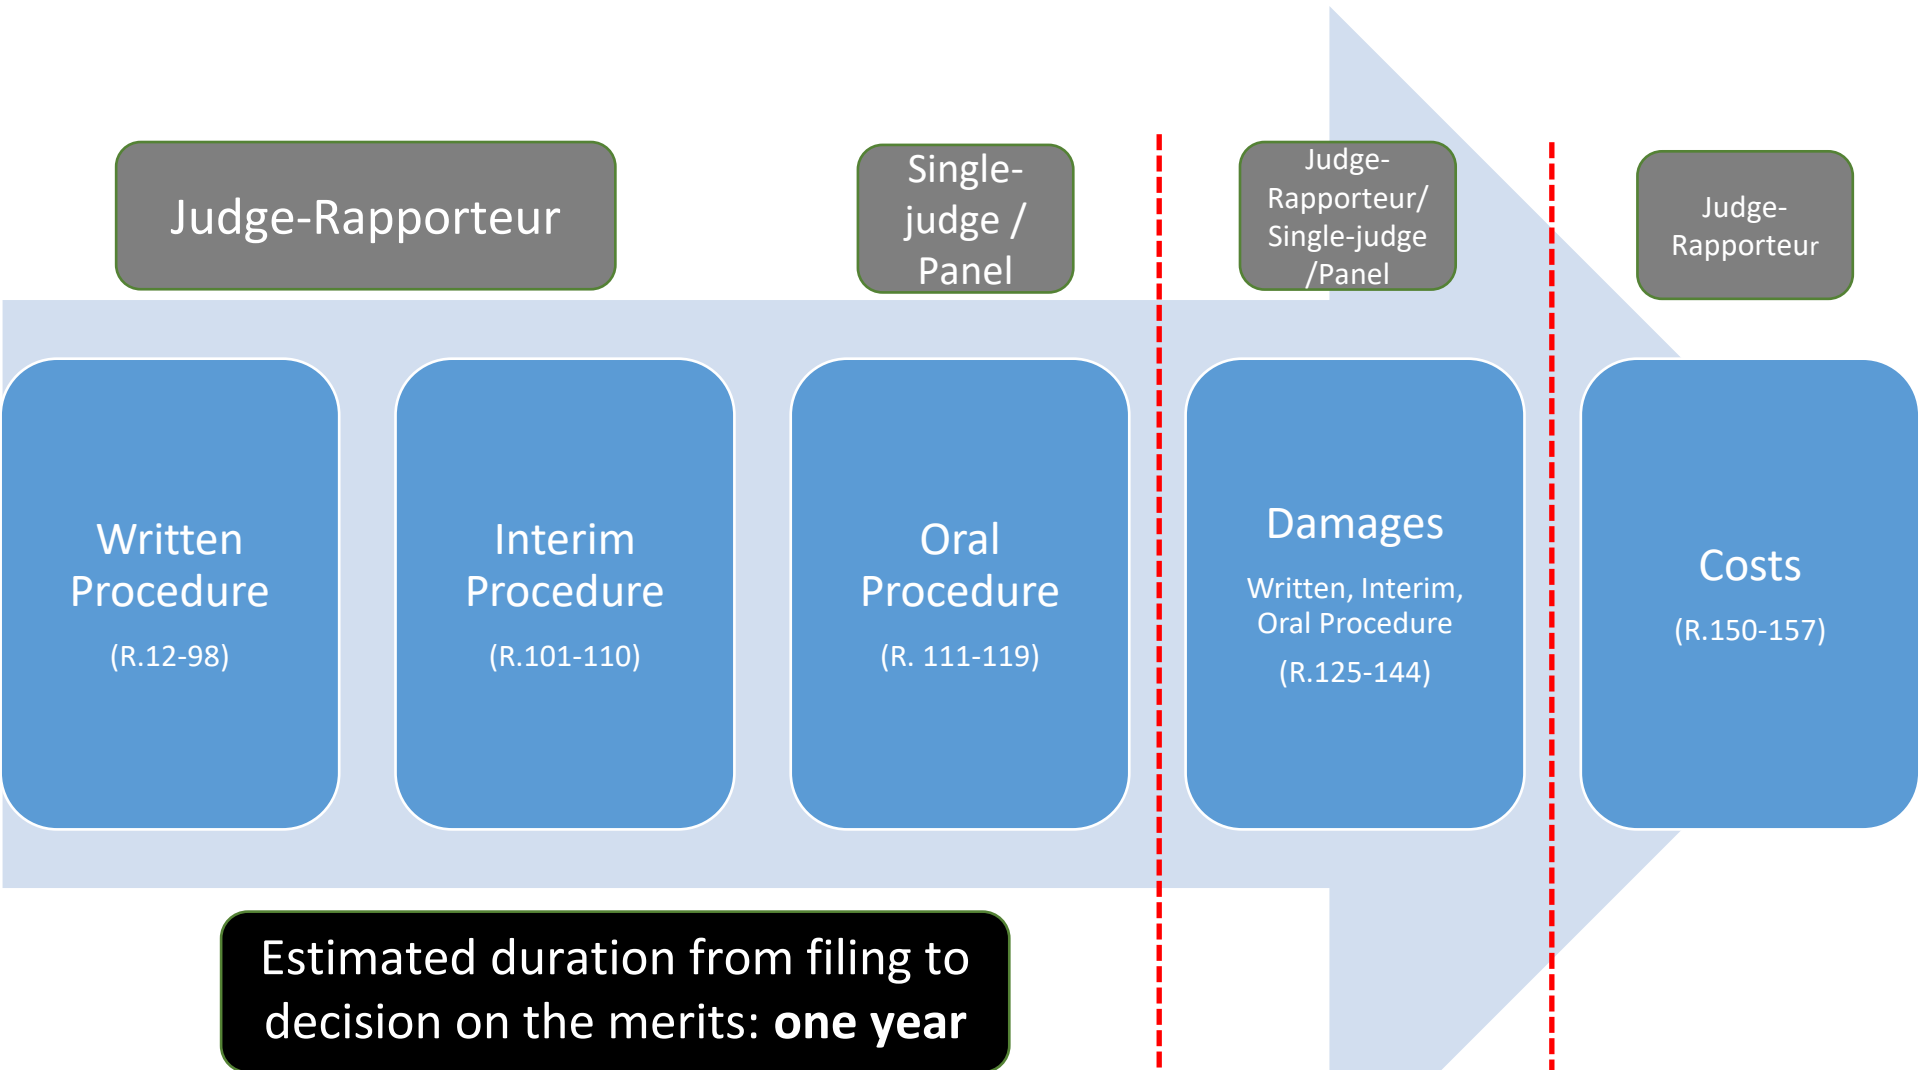 Judge-Rapporteur
Single-
judge /
Panel
Judge-
Rapporteur/
Single-judge
/Panel
Judge-
Rapporteur
Written
Procedure
(R.12-98)
Interim
Procedure
(R.101-110)
Oral
Procedure
(R. 111-119)
Damages
Written, Interim,
Oral Procedure
(R.125-144)
Costs
(R.150-157)
Estimated duration from filing to
decision on the merits: one year